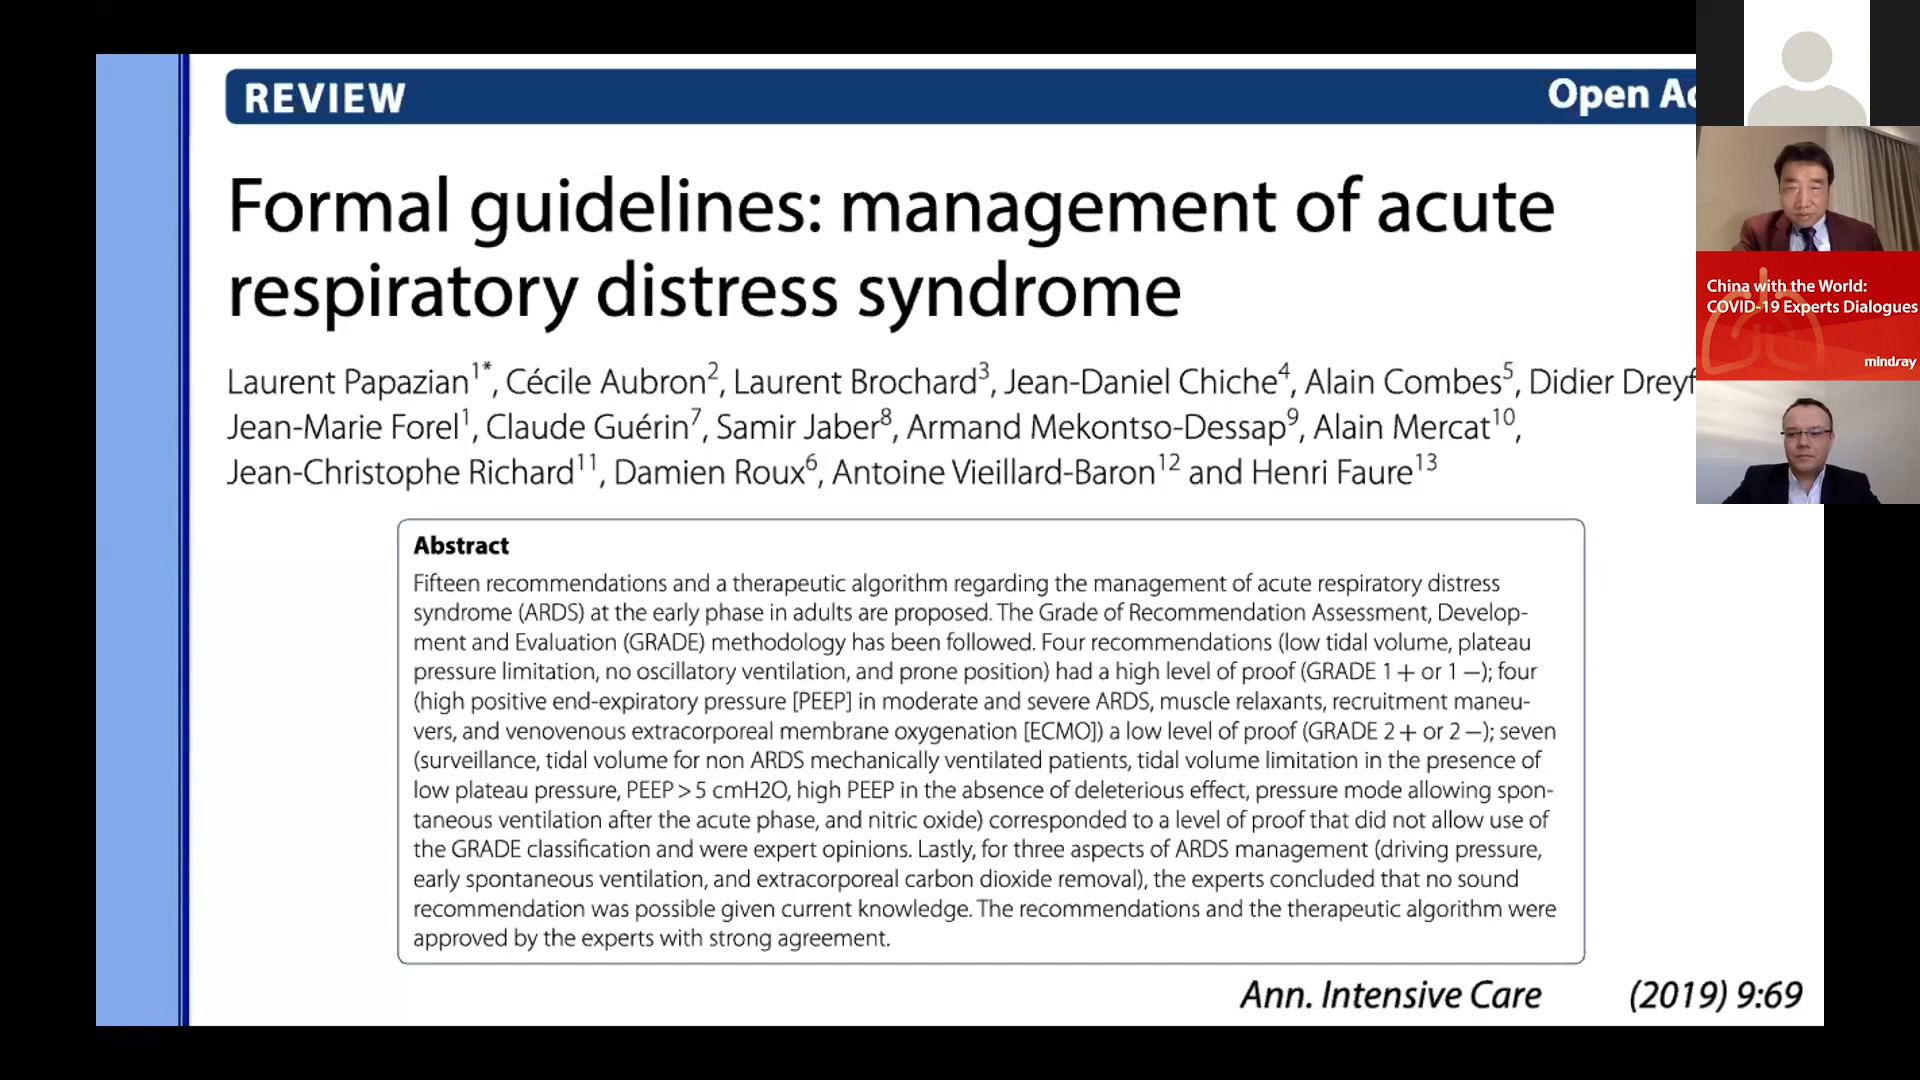 REVIEW
Open Ac
Formal guidelines: management of acute
respiratory distress syndrome
Laurent Papazian1*, Cécile Aubron2, Laurent Brochard3, Jean-Daniel Chiche4, Alain Combes5, Didier Dreyf
Jean-Marie Forel1, Claude Guérin7, Samir Jaber8, Armand Mekontso-Dessap9, Alain Mercat10,
Jean-Christophe Richard11, Damien Roux6, Antoine Vieillard-Baron12 and Henri Faure13
Abstract
Fifteen recommendations and a therapeutic algorithm regarding the management of acute respiratory distress
syndrome (ARDS) at the early phase in adults are proposed. The Grade of Recommendation Assessment, Develop-
ment and Evaluation (GRADE) methodology has been followed. Four recommendations (low tidal volume, plateau
pressure limitation, no oscillatory ventilation, and prone position) had a high level of proof (GRADE 1 + or 1 −); four
(high positive end-expiratory pressure [PEEP] in moderate and severe ARDS, muscle relaxants, recruitment maneu-
vers, and venovenous extracorporeal membrane oxygenation [ECMO]) a low level of proof (GRADE 2 + or 2 −); seven
(surveillance, tidal volume for non ARDS mechanically ventilated patients, tidal volume limitation in the presence of
low plateau pressure, PEEP > 5 cmH2O, high PEEP in the absence of deleterious effect, pressure mode allowing spon-
taneous ventilation after the acute phase, and nitric oxide) corresponded to a level of proof that did not allow use of
the GRADE classification and were expert opinions. Lastly, for three aspects of ARDS management (driving pressure,
early spontaneous ventilation, and extracorporeal carbon dioxide removal), the experts concluded that no sound
recommendation was possible given current knowledge. The recommendations and the therapeutic algorithm were
approved by the experts with strong agreement.
Ann. Intensive Care (2019) 9:69
China with the World:
COVID-19 Experts Dialogues
mindray